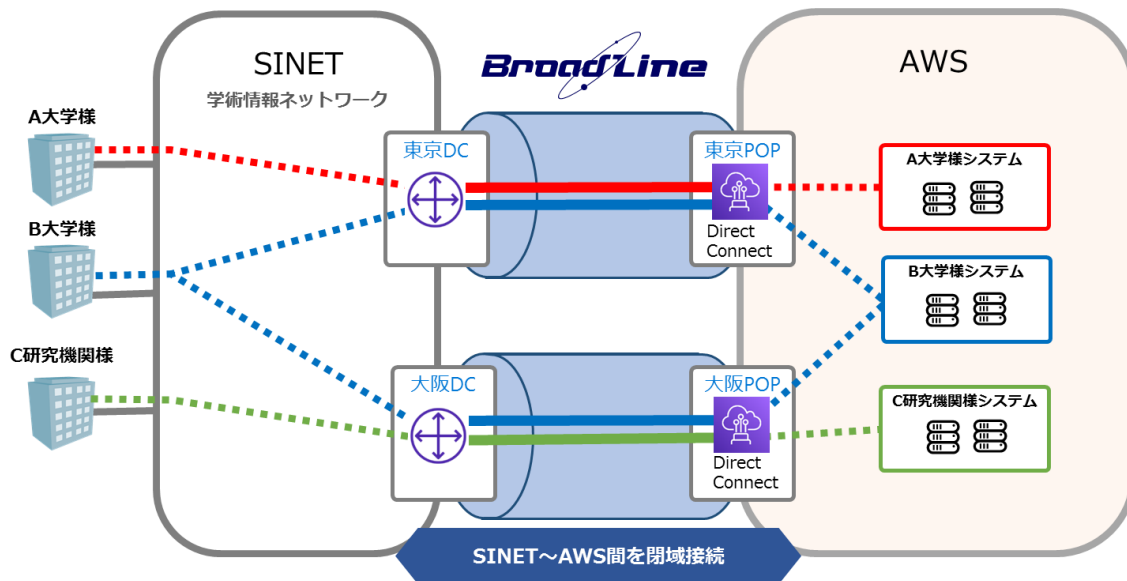 SINET
学術情報ネットワーク
BroadLine
AWS
A大学様
B大学様
C研究機関様
東京DC
東京POP
Direct
Connect
大阪DC
大阪POP
Direct
Connect
A大学様システム
B大学様システム
C研究機関様システム
SINET～AWS間を閉域接続